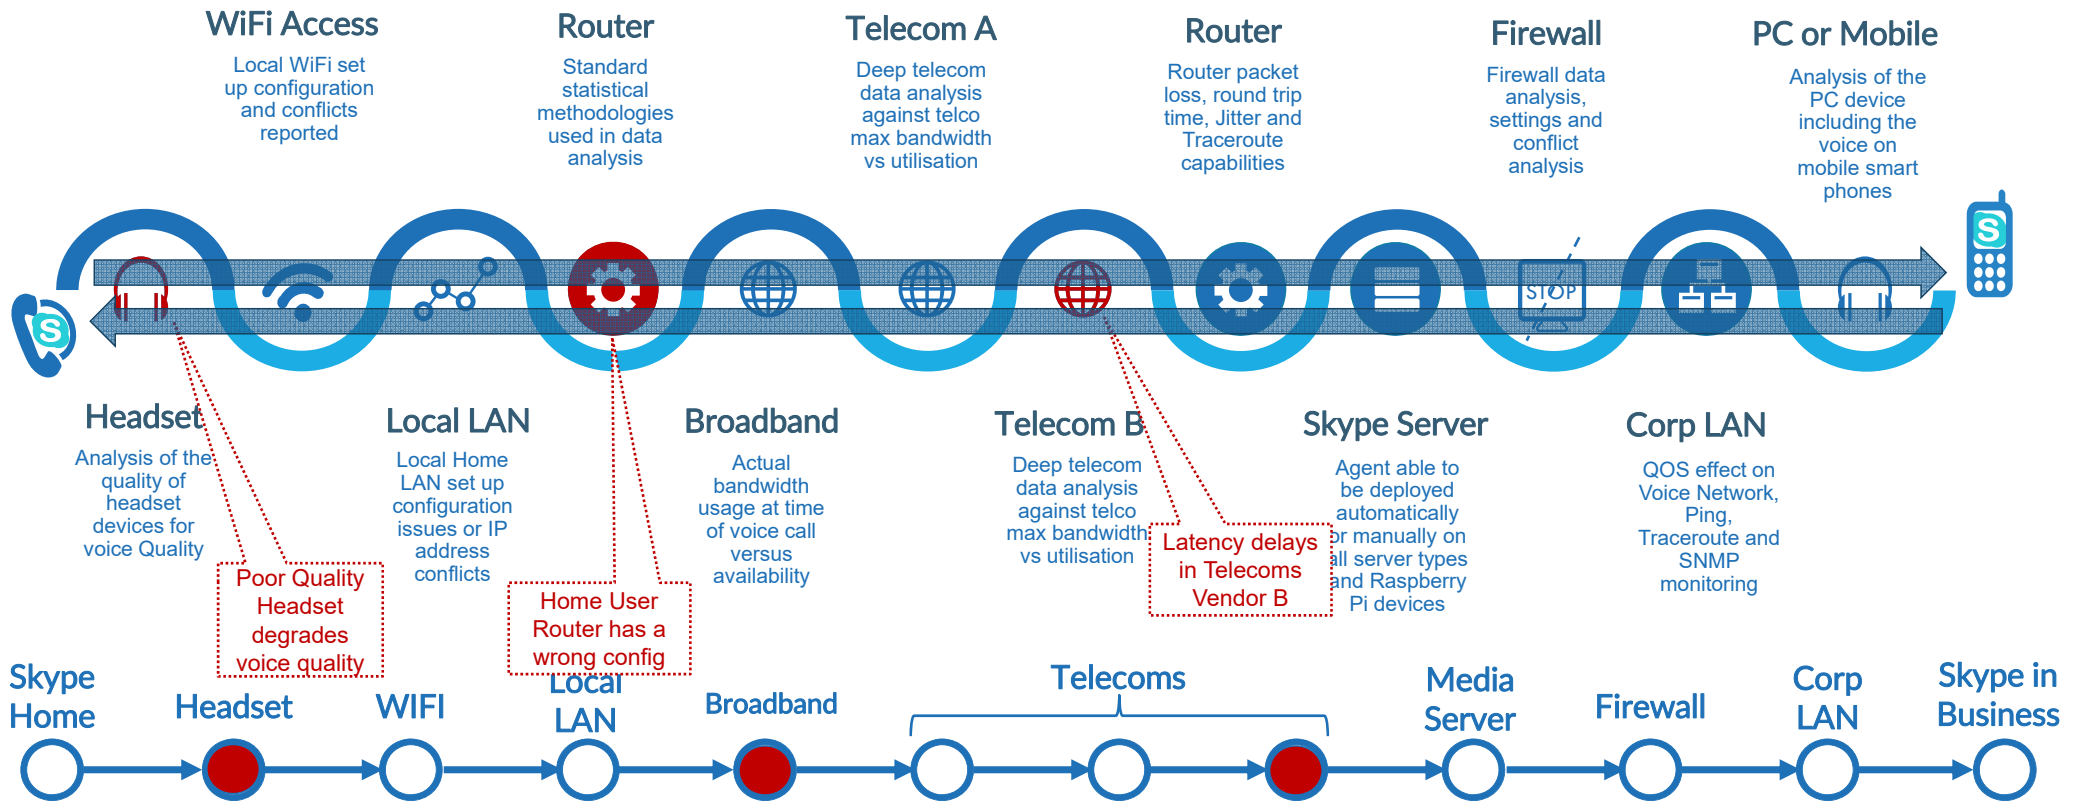 WiFi Access
Local WiFi set
up configuration
and conflicts
reported
Router
Standard
statistical
methodologies
used in data
analysis
Telecom A
Deep telecom
data analysis
against telco
max bandwidth
vs utilisation
Router
Router packet
loss, round trip
time, Jitter and
Traceroute
capabilities
Firewall
Firewall data
analysis,
settings and
conflict
analysis
PC or Mobile
Analysis of the
PC device
including the
voice on
mobile smart
phones
S
STOP
S
Headset
Analysis of the
quality of
headset
devices for
voice Quality
Local LAN
Local Home
LAN set up
configuration
issues or IP
address
conflicts
Broadband
Actual
bandwidth
usage at time
of voice call
versus
availability
Telecom B
Deep telecom
data analysis
against telco
max bandwidth
vs utilisation
Skype Server
Agent able to
be deployed
automatically
or manually on
all server types
and Raspberry
Pi devices
Corp LAN
QOS effect on
Voice Network,
Ping,
Traceroute and
SNMP
monitoring
Poor Quality
Headset
degrades
voice quality
Home User
Router has a
wrong config
Latency delays
in Telecoms
Vendor B
Skype
Home
Headset
WIFI
Local
LAN
Broadband
Telecoms
Media
Server
Firewall
Corp
LAN
Skype in
Business